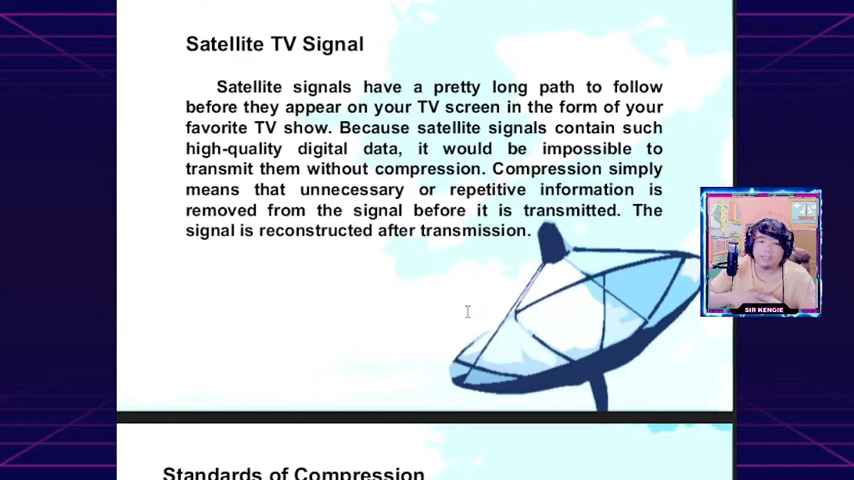 Satellite TV Signal
Satellite signals have a pretty long path to follow
before they appear on your TV screen in the form of your
favorite TV show. Because satellite signals contain such
high-quality digital data, it would be impossible to
transmit them without compression. Compression simply
means that unnecessary or repetitive information is
removed from the signal before it is transmitted. The
signal is reconstructed after transmission.
SIR KENGIE
Standards of Compression